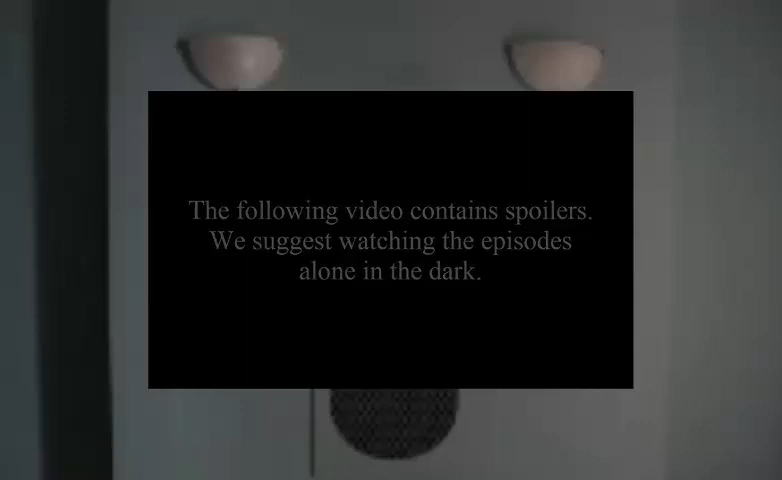 The following video contains spoilers.
We suggest watching the episodes
alone in the dark.